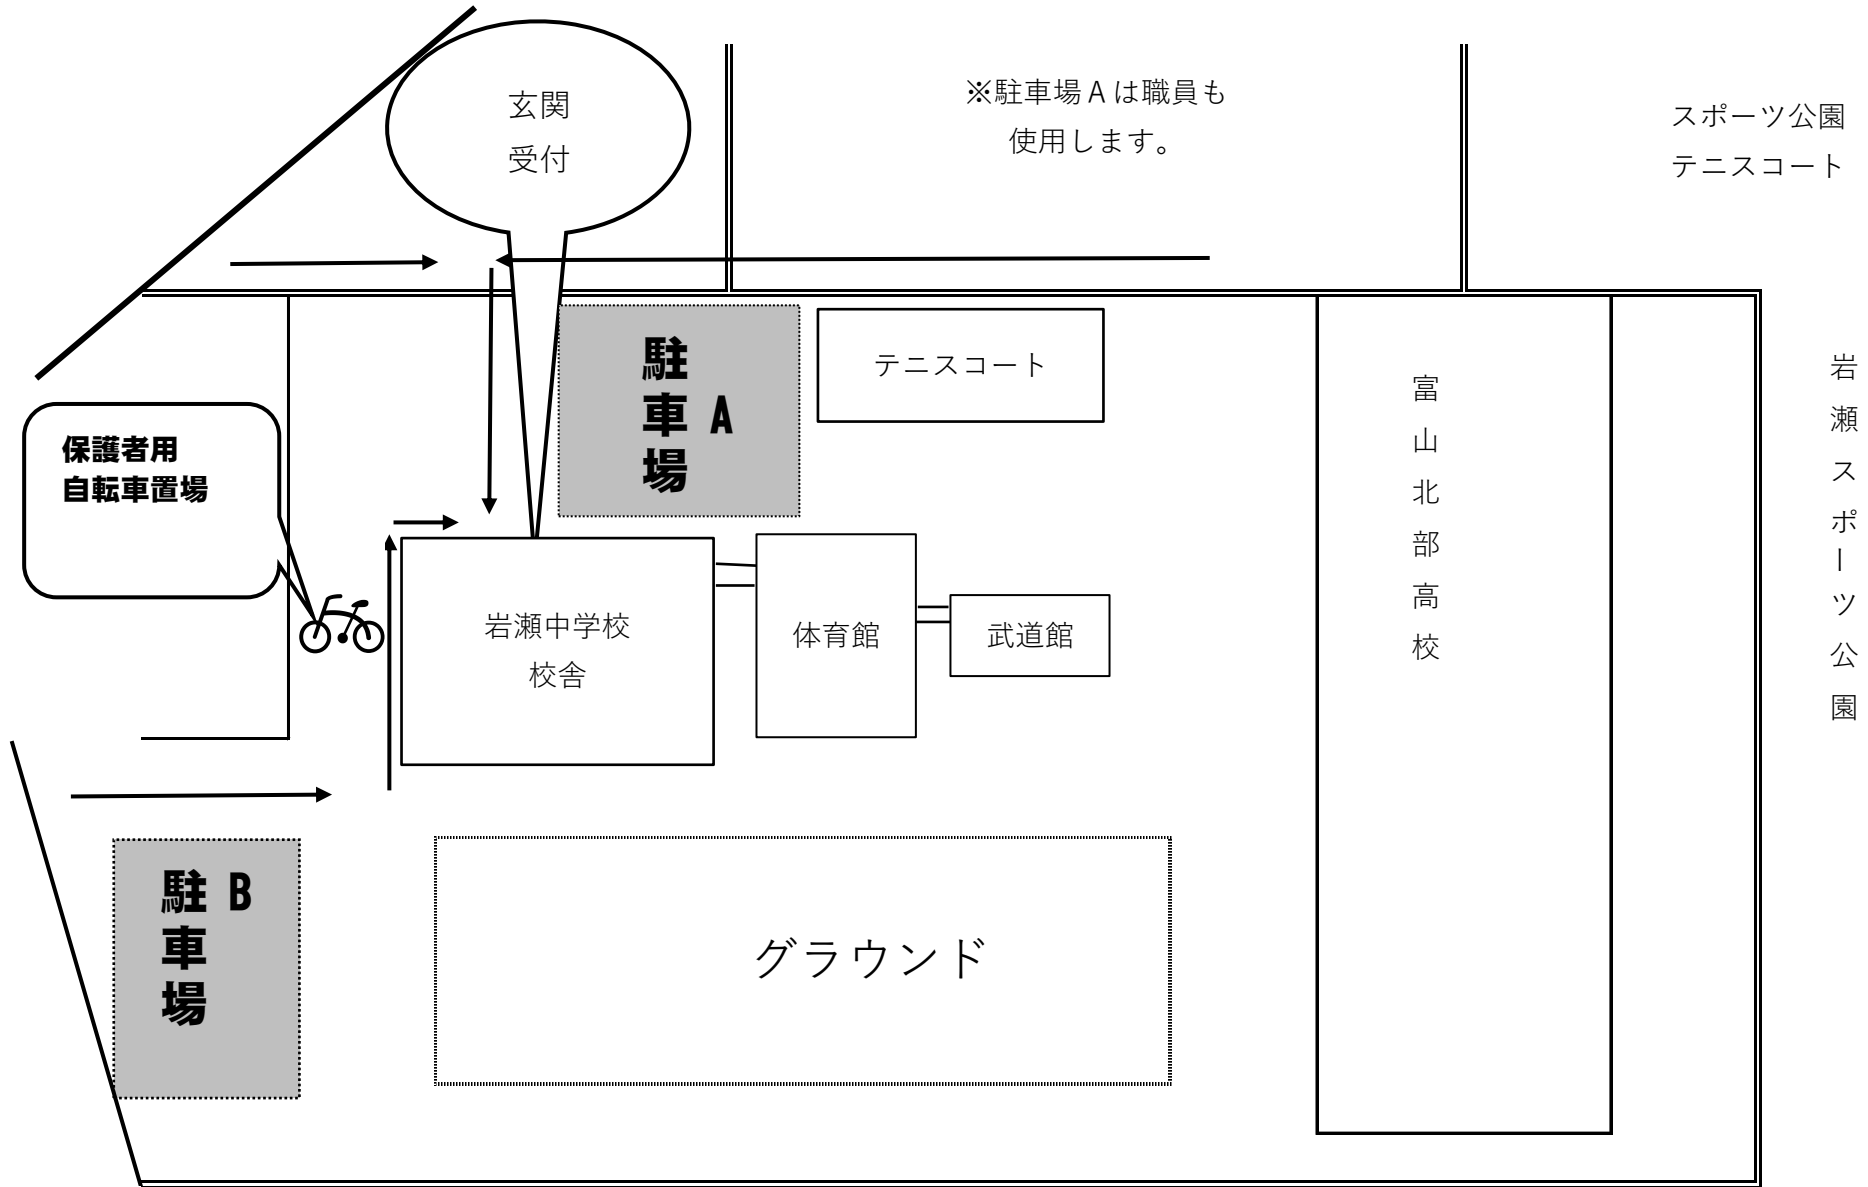 玄関
受付
※駐車場Aは職員も
使用します。
スポーツ公園
テニスコート
駐車場A
テニスコート
保護者用
自転車置場
岩瀬中学校
校舎
体育館
武道館
富山北部高校
岩瀬スポーツ公園
駐車場B
グラウンド